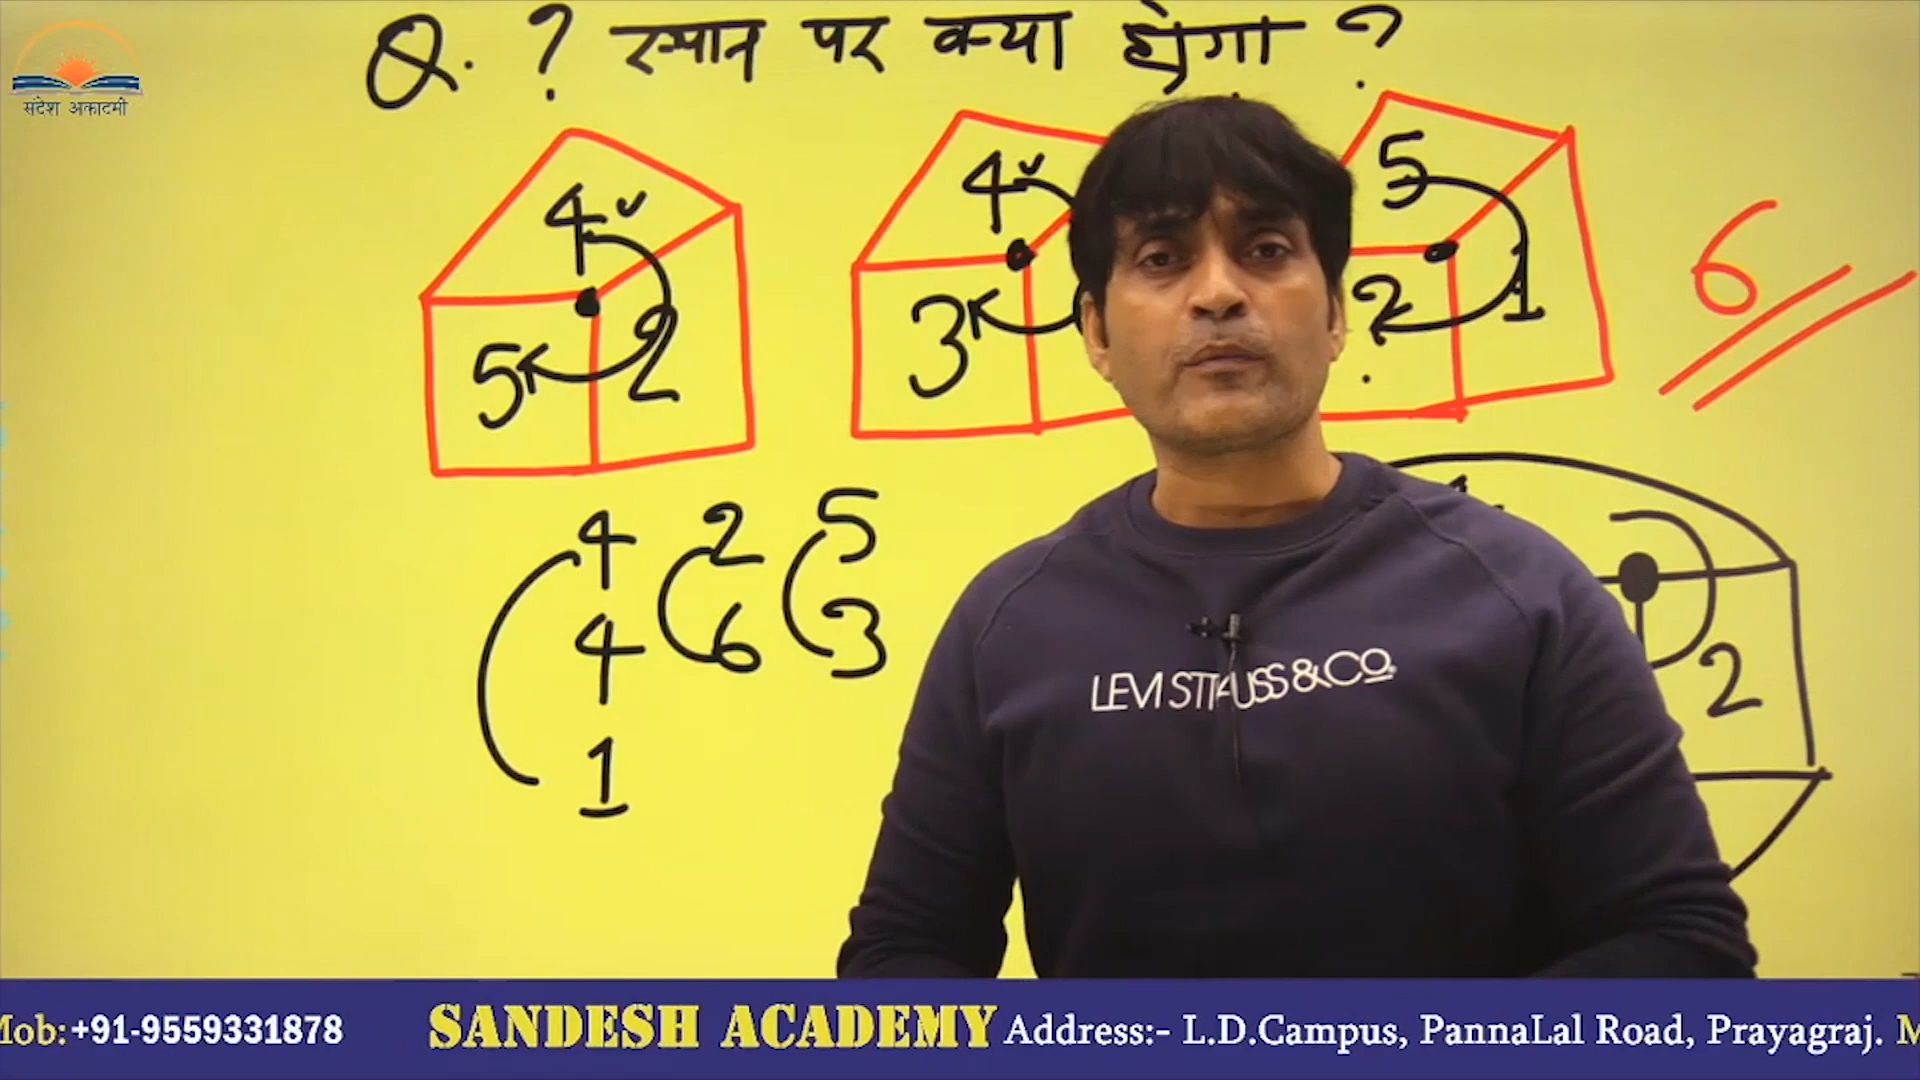 संदेश अकादमी
Q. ? स्थान पर क्या होगा ?
4 4 5
5 2 3 2 1 6
4 2 5
4 6 3
1
2
LEVI STRAUSS & CO.
Mob: +91-9559331878 SANDESH ACADEMY Address:- L.D.Campus, PannaLal Road, Prayagraj.